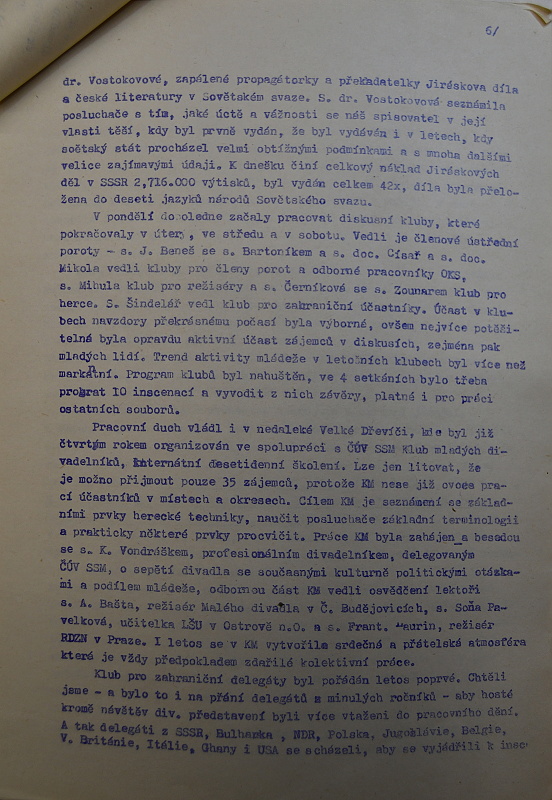 6/
dr. Vostokovové, zapálené propagátorky a překladatelky Jiráskova díla
a české literatury v Sovětském svaze. S. dr. Vostokovová seznámila
posluchače s tím, jaké úctě a vážnosti se náš spisovatel v její
vlasti těší, kdy byl prvně vydán, že byl vydáván i v letech, kdy
sovětský stát procházel velmi obtížnými podmínkami a s mnoha dalšími
velice zajímavými údaji. K dnešku činí celkový náklad Jiráskových
děl v SSSR 2,716.000 výtisků, byl vydán celkem 42x, díla byla přelo-
žena do deseti jazyků národů Sovětského svazu.
V pondělí dopoledne začaly pracovat diskusní kluby, které
pokračovaly v úterý, ve středu a v sobotu. Vedli je členové ústřední
poroty - s. J. Beneš se s. Bartoníkem a s. doc. Císař a s. doc.
Mikola vedli kluby pro členy porot a odborné pracovníky OKS,
s. Mihula klub pro režiséry a s. Černíková se s. Zounarem klub pro
herce. S. Šindelář vedl klub pro zahraniční účastníky. Účast v klu-
bech navzdory překrásnému počasí byla výborná, ovšem nejvíce potěši-
telná byla opravdu aktivní účast zájemců v diskusích, zejména pak
mladých lidí. Trend aktivity mládeže v letošních klubech byl více než
markantní. Program klubů byl nahuštěn, ve 4 setkáních bylo třeba
probrat IO inscenací a vyvodit z nich závěry, platné i pro práci
ostatních souborů.
Pracovní duch vládl i v nedaleké Velké Dřevíči, kde byl již
čtvrtým rokem organizován ve spolupráci s ČÚV SSM Klub mladých di-
vadelníků, internátní desetidenní školení. Lze jen litovat, že
je možno přijmout pouze 35 zájemců, protože KM nese již ovoce pra-
cí účastníků v místech a okresech. Cílem KM je seznámení se základ-
ními prvky herecké techniky, naučit posluchače základní terminologii
a prakticky některé prvky procvičit. Práce KM byla zahájena besedou
se s. K. Vondráškem, profesionálním divadelníkem, delegovaným
ČÚV SSM, o sepětí divadla se současnými kulturně politickými otázka-
mi a podílem mládeže, odbornou část KM vedli osvědčení lektoři
s. A. Bašta, režisér Malého divadla v Č. Budějovicích, s. Soňa Pa-
velková, učitelka LŠU v Ostrově n.O. a s. Frant. Laurin, režisér
RDZN v Praze. I letos se v KM vytvořila srdečná a přátelská atmosféra
která je vždy předpokladem zdařilé kolektivní práce.
Klub pro zahraniční delegáty byl pořádán letos poprvé. Chtěli
jsme - a bylo to i na přání delegátů z minulých ročníků - aby hosté
kromě návštěv div. představení byli více vtaženi do pracovního dění.
A tak delegáti z SSSR, Bulharska , NDR, Polska, Jugoslávie, Belgie,
V. Británie, Itálie, Ghany i USA se scházeli, aby se vyjádřili k insc-